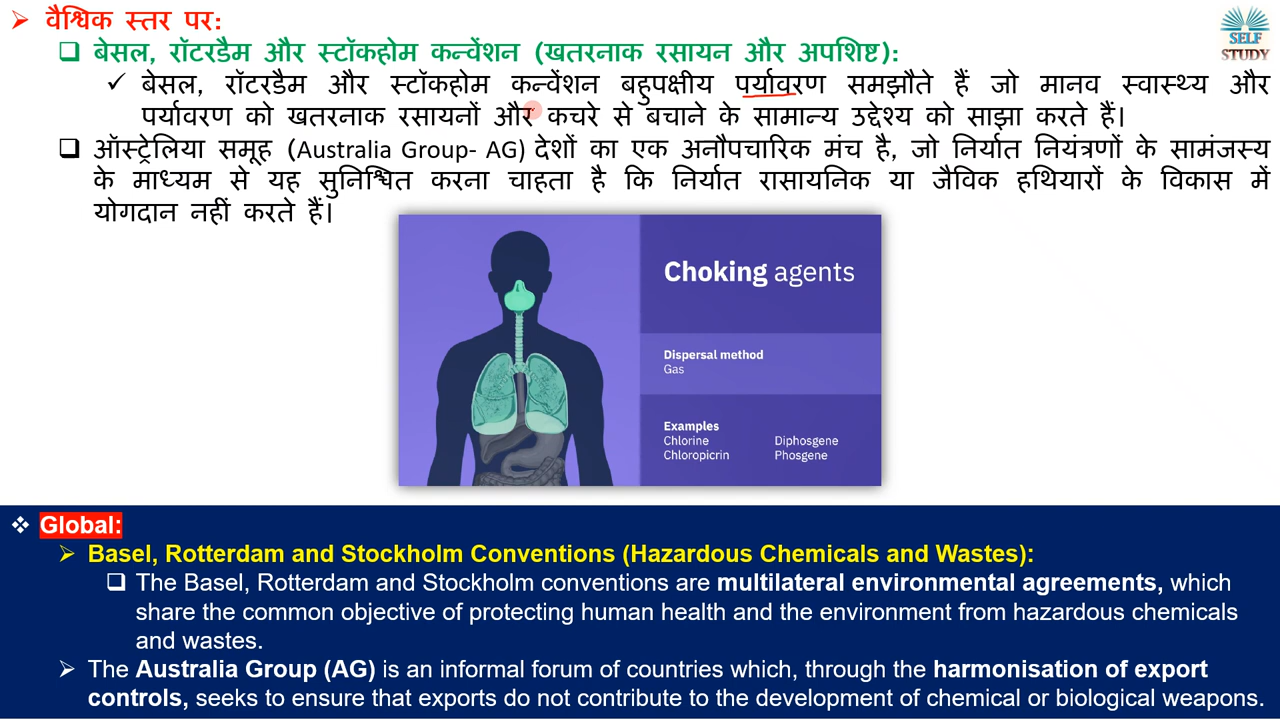 वैश्विक स्तर पर:
बेसल, रॉटरडैम और स्टॉकहोम कन्वेंशन (खतरनाक रसायन और अपशिष्ट):
बेसल, रॉटरडैम और स्टॉकहोम कन्वेंशन बहुपक्षीय पर्यावरण समझौते हैं जो मानव स्वास्थ्य और
पर्यावरण को खतरनाक रसायनों और कचरे से बचाने के सामान्य उद्देश्य को साझा करते हैं।
ऑस्ट्रेलिया समूह (Australia Group- AG) देशों का एक अनौपचारिक मंच है, जो निर्यात नियंत्रणों के सामंजस्य
के माध्यम से यह सुनिश्चित करना चाहता है कि निर्यात रासायनिक या जैविक हथियारों के विकास में
योगदान नहीं करते हैं।
SELF
STUDY
Choking agents
Dispersal method
Gas
Examples
Chlorine Diphosgene
Chloropicrin Phosgene
Global:
Basel, Rotterdam and Stockholm Conventions (Hazardous Chemicals and Wastes):
The Basel, Rotterdam and Stockholm conventions are multilateral environmental agreements, which
share the common objective of protecting human health and the environment from hazardous chemicals
and wastes.
The Australia Group (AG) is an informal forum of countries which, through the harmonisation of export
controls, seeks to ensure that exports do not contribute to the development of chemical or biological weapons.